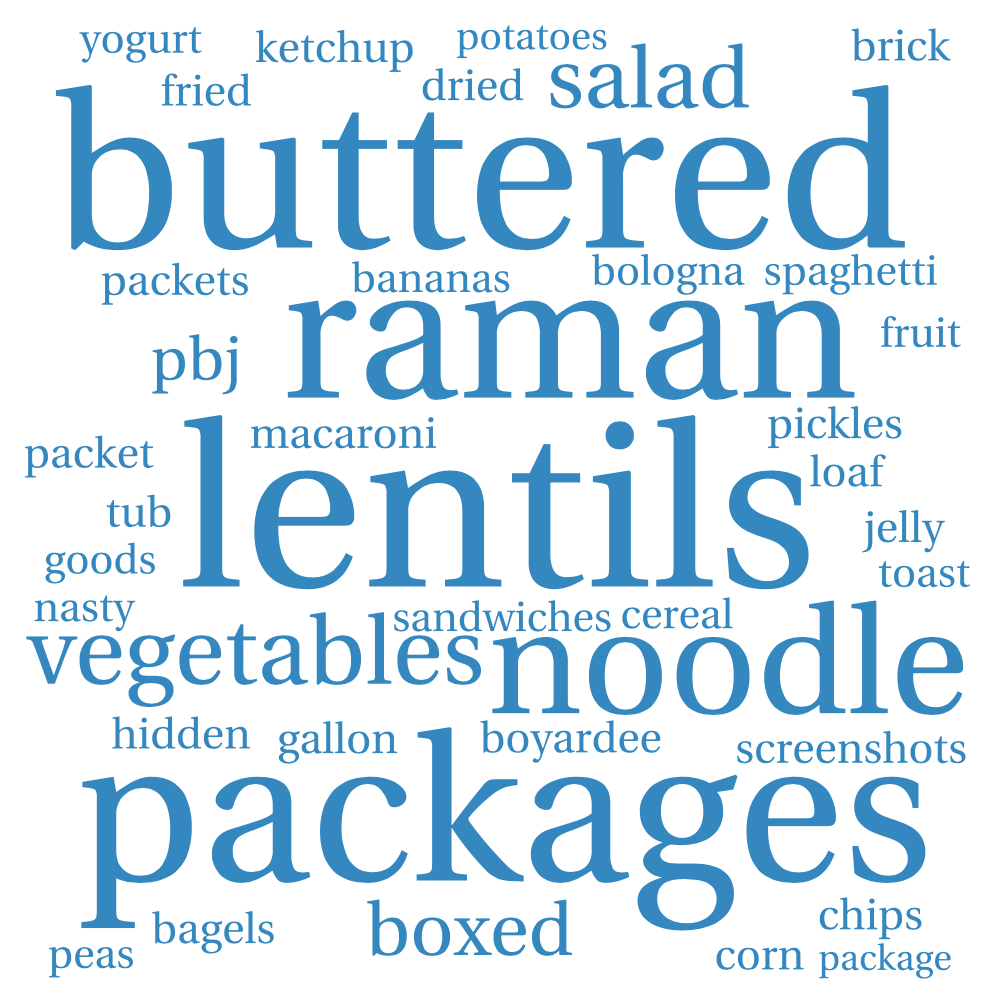 yogurt ketchup potatoes brick
fried dried salad
buttered
packets bananas bologna spaghetti
raman fruit
pbj
macaroni pickles
packet lentils loaf
tub jelly
goods toast
nasty sandwiches cereal
vegetables noodle
hidden gallon boyardee screenshots
packages
bagels boxed chips
peas corn package